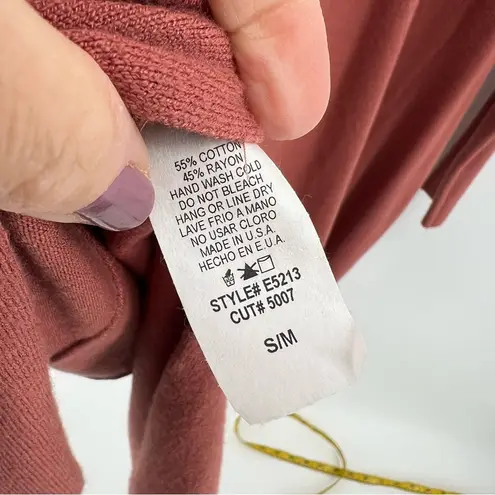 55% COTTON
45% RAYON
HAND WASH COLD
DO NOT BLEACH
HANG OR LINE DRY
LAVE FRIO A MANO
NO USAR CLORO
MADE IN U.S.A.
HECHO EN E.U.A.
STYLE# E5213
CUT# 5007
S/M